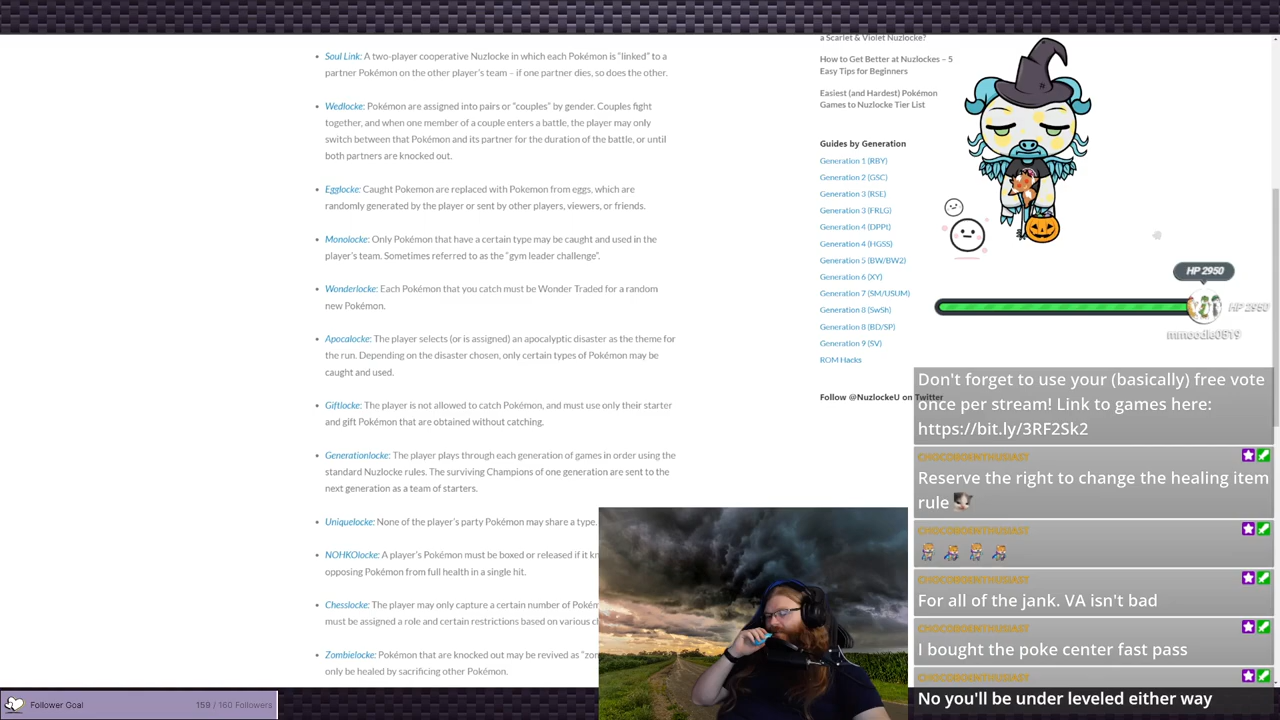 Soul Link: A two-player cooperative Nuzlocke in which each Pokémon is "linked" to a
partner Pokémon on the other player's team – if one partner dies, so does the other.
Wedlocke: Pokémon are assigned into pairs or "couples" by gender. Couples fight
together, and when one member of a couple enters a battle, the player may only
switch between that Pokémon and its partner for the duration of the battle, or until
both partners are knocked out.
Egglocke: Caught Pokemon are replaced with Pokemon from eggs, which are
randomly generated by the player or sent by other players, viewers, or friends.
Monolocke: Only Pokémon that have a certain type may be caught and used in the
player's team. Sometimes referred to as the "gym leader challenge".
Wonderlocke: Each Pokémon that you catch must be Wonder Traded for a random
new Pokémon.
Apocalocke: The player selects (or is assigned) an apocalyptic disaster as the theme for
the run. Depending on the disaster chosen, only certain types of Pokémon may be
caught and used.
Giftlocke: The player is not allowed to catch Pokémon, and must use only their starter
and gift Pokémon that are obtained without catching.
Generationlocke: The player plays through each generation of games in order using the
standard Nuzlocke rules. The surviving Champions of one generation are sent to the
next generation as a team of starters.
Uniquelocke: None of the player's party Pokémon may share a type.
NOHKOlocke: A player's Pokémon must be boxed or released if it kn
opposing Pokémon from full health in a single hit.
Chesslocke: The player may only capture a certain number of Pokém
must be assigned a role and certain restrictions based on various ch
Zombielocke: Pokémon that are knocked out may be revived as "zor
only be healed by sacrificing other Pokémon.
a Scarlet & Violet Nuzlocke?
How to Get Better at Nuzlockes – 5
Easy Tips for Beginners
Easiest (and Hardest) Pokémon
Games to Nuzlocke Tier List
Guides by Generation
Generation 1 (RBY)
Generation 2 (GSC)
Generation 3 (RSE)
Generation 3 (FRLG)
Generation 4 (DPPt)
Generation 4 (HGSS)
Generation 5 (BW/BW2)
Generation 6 (XY)
Generation 7 (SM/USUM)
Generation 8 (SwSh)
Generation 8 (BD/SP)
Generation 9 (SV)
ROM Hacks
Follow @NuzlockeU on Twitter
HP 2950
HP 2950
mmoodle0519
Don't forget to use your (basically) free vote
once per stream! Link to games here:
https://bit.ly/3RF2Sk2
CHOCOBOENTHUSIAST
Reserve the right to change the healing item
rule
CHOCOBOENTHUSIAST
CHOCOBOENTHUSIAST
For all of the jank. VA isn't bad
CHOCOBOENTHUSIAST
I bought the poke center fast pass
CHOCOBOENTHUSIAST
No you'll be under leveled either way
Follower Goal
159 / 160 Followers